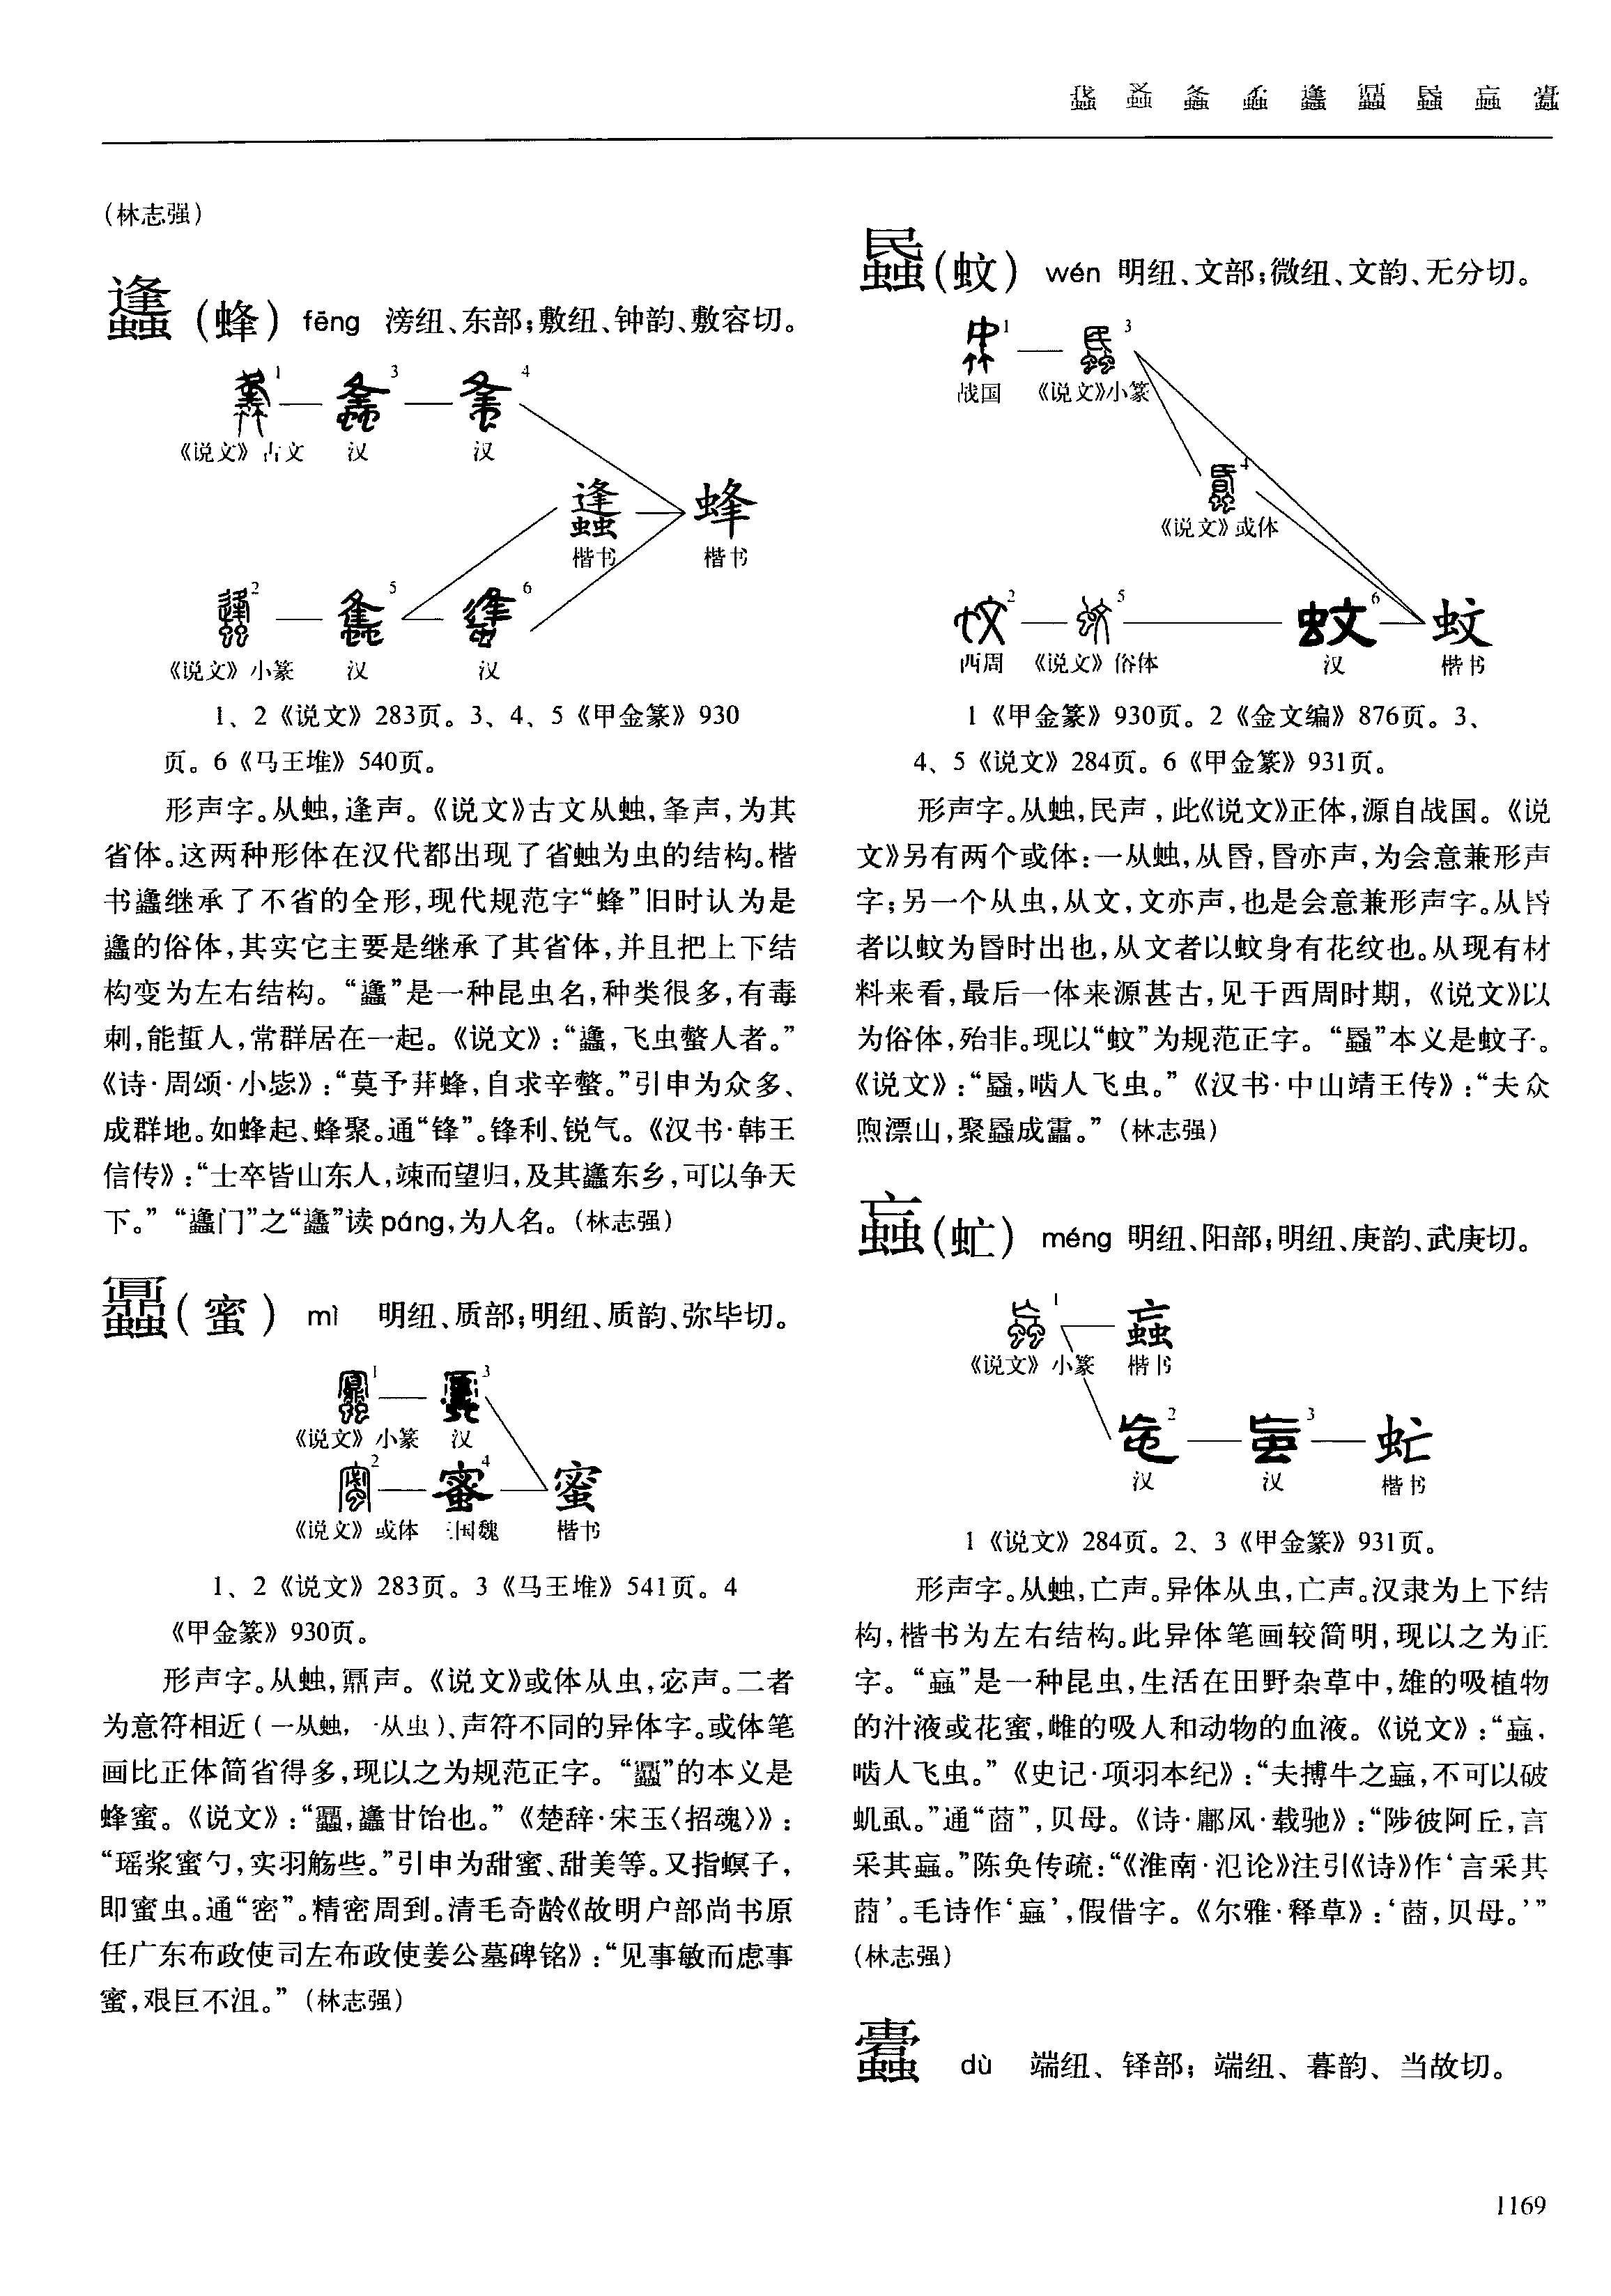 (林志强)
蠭(蜂) fēng 滂纽、东部;敷纽、钟韵、敷容切。
1 3 4
《说文》古文 汉 汉
蠭 蜂
楷书 楷书
2 5 6
《说文》小篆 汉 汉
1、2《说文》283页。3、4、5《甲金篆》930
页。6《马王堆》540页。
形声字。从䖵,逢声。《说文》古文从䖵,夆声,为其
省体。这两种形体在汉代都出现了省䖵为虫的结构。楷
书蠭继承了不省的全形,现代规范字“蜂”旧时认为是
蠭的俗体,其实它主要是继承了其省体,并且把上下结
构变为左右结构。“蠭”是一种昆虫名,种类很多,有毒
刺,能蜇人,常群居在一起。《说文》:“蠭,飞虫螫人者。”
《诗·周颂·小毖》:“莫予荓蜂,自求辛螫。”引申为众多、
成群地。如蜂起、蜂聚。通“锋”。锋利、锐气。《汉书·韩王
信传》:“士卒皆山东人,竦而望归,及其蠭东乡,可以争天
下。”“蠭门”之“蠭”读 páng,为人名。(林志强)
䘉(蜜) mì 明纽、质部;明纽、质韵、弥毕切。
1 3
《说文》小篆 汉
2 4 蜜
《说文》或体 三国魏 楷书
1、2《说文》283页。3《马王堆》541页。4
《甲金篆》930页。
形声字。从䖵,鼏声。《说文》或体从虫,宓声。二者
为意符相近(一从䖵,一从虫)、声符不同的异体字。或体笔
画比正体简省得多,现以之为规范正字。“䘉”的本义是
蜂蜜。《说文》:“䘉,蠭甘饴也。”《楚辞·宋玉〈招魂〉》:
“瑶浆蜜勺,实羽觞些。”引申为甜蜜、甜美等。又指螟子,
即蜜虫。通“密”。精密周到。清毛奇龄《故明户部尚书原
任广东布政使司左布政使姜公墓碑铭》:“见事敏而虑事
蜜,艰巨不沮。”(林志强)
蟁(蚊) wén 明纽、文部;微纽、文韵、无分切。
1 3
战国 《说文》小篆
4
《说文》或体
2 5 蚊 6 蚊
西周 《说文》俗体 汉 楷书
1《甲金篆》930页。2《金文编》876页。3、
4、5《说文》284页。6《甲金篆》931页。
形声字。从䖵,民声,此《说文》正体,源自战国。《说
文》另有两个或体:一从䖵,从昬,昬亦声,为会意兼形声
字;另一个从虫,从文,文亦声,也是会意兼形声字。从昬
者以蚊为昬时出也,从文者以蚊身有花纹也。从现有材
料来看,最后一体来源甚古,见于西周时期,《说文》以
为俗体,殆非。现以“蚊”为规范正字。“蟁”本义是蚊子。
《说文》:“蟁,啮人飞虫。”《汉书·中山靖王传》:“夫众
煦漂山,聚蟁成靁。”(林志强)
蝱(虻) méng 明纽、阳部;明纽、庚韵、武庚切。
1 蝱
《说文》小篆 楷书
2 3 虻
汉 汉 楷书
1《说文》284页。2、3《甲金篆》931页。
形声字。从䖵,亡声。异体从虫,亡声。汉隶为上下结
构,楷书为左右结构。此异体笔画较简明,现以之为正
字。“蝱”是一种昆虫,生活在田野杂草中,雄的吸植物
的汁液或花蜜,雌的吸人和动物的血液。《说文》:“蝱,
啮人飞虫。”《史记·项羽本纪》:“夫搏牛之蝱,不可以破
虮虱。”通“莔”,贝母。《诗·鄘风·载驰》:“陟彼阿丘,言
采其蝱。”陈奂传疏:“《淮南·氾论》注引《诗》作‘言采其
莔’。毛诗作‘蝱’,假借字。《尔雅·释草》:‘莔,贝母。’”
(林志强)
蠹 dù 端纽、铎部;端纽、暮韵、当故切。
1169